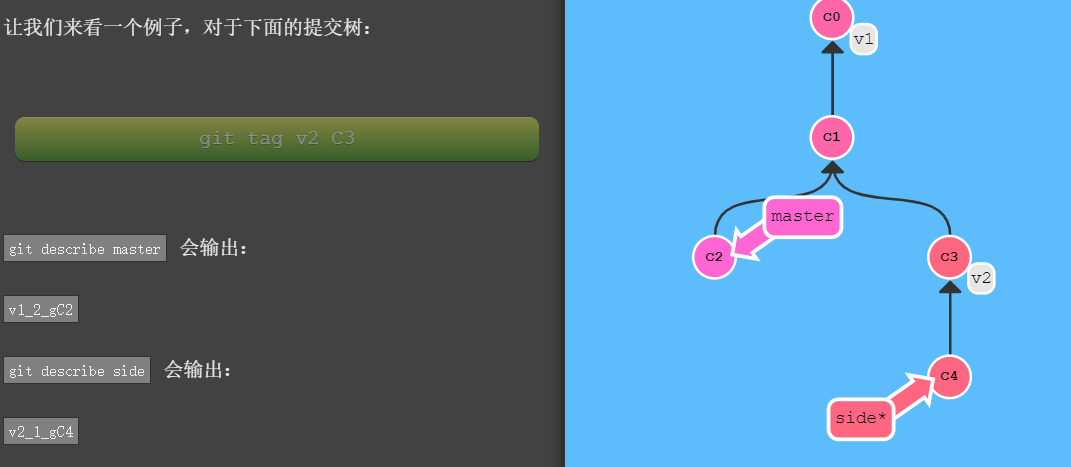 让我们来看一个例子，对于下面的提交树：
git tag v2 C3
git describe master 会输出：
v1_2_gC2
git describe side 会输出：
v2_1_gC4
C0
v1
C1
master
C2
C3
v2
C4
side*